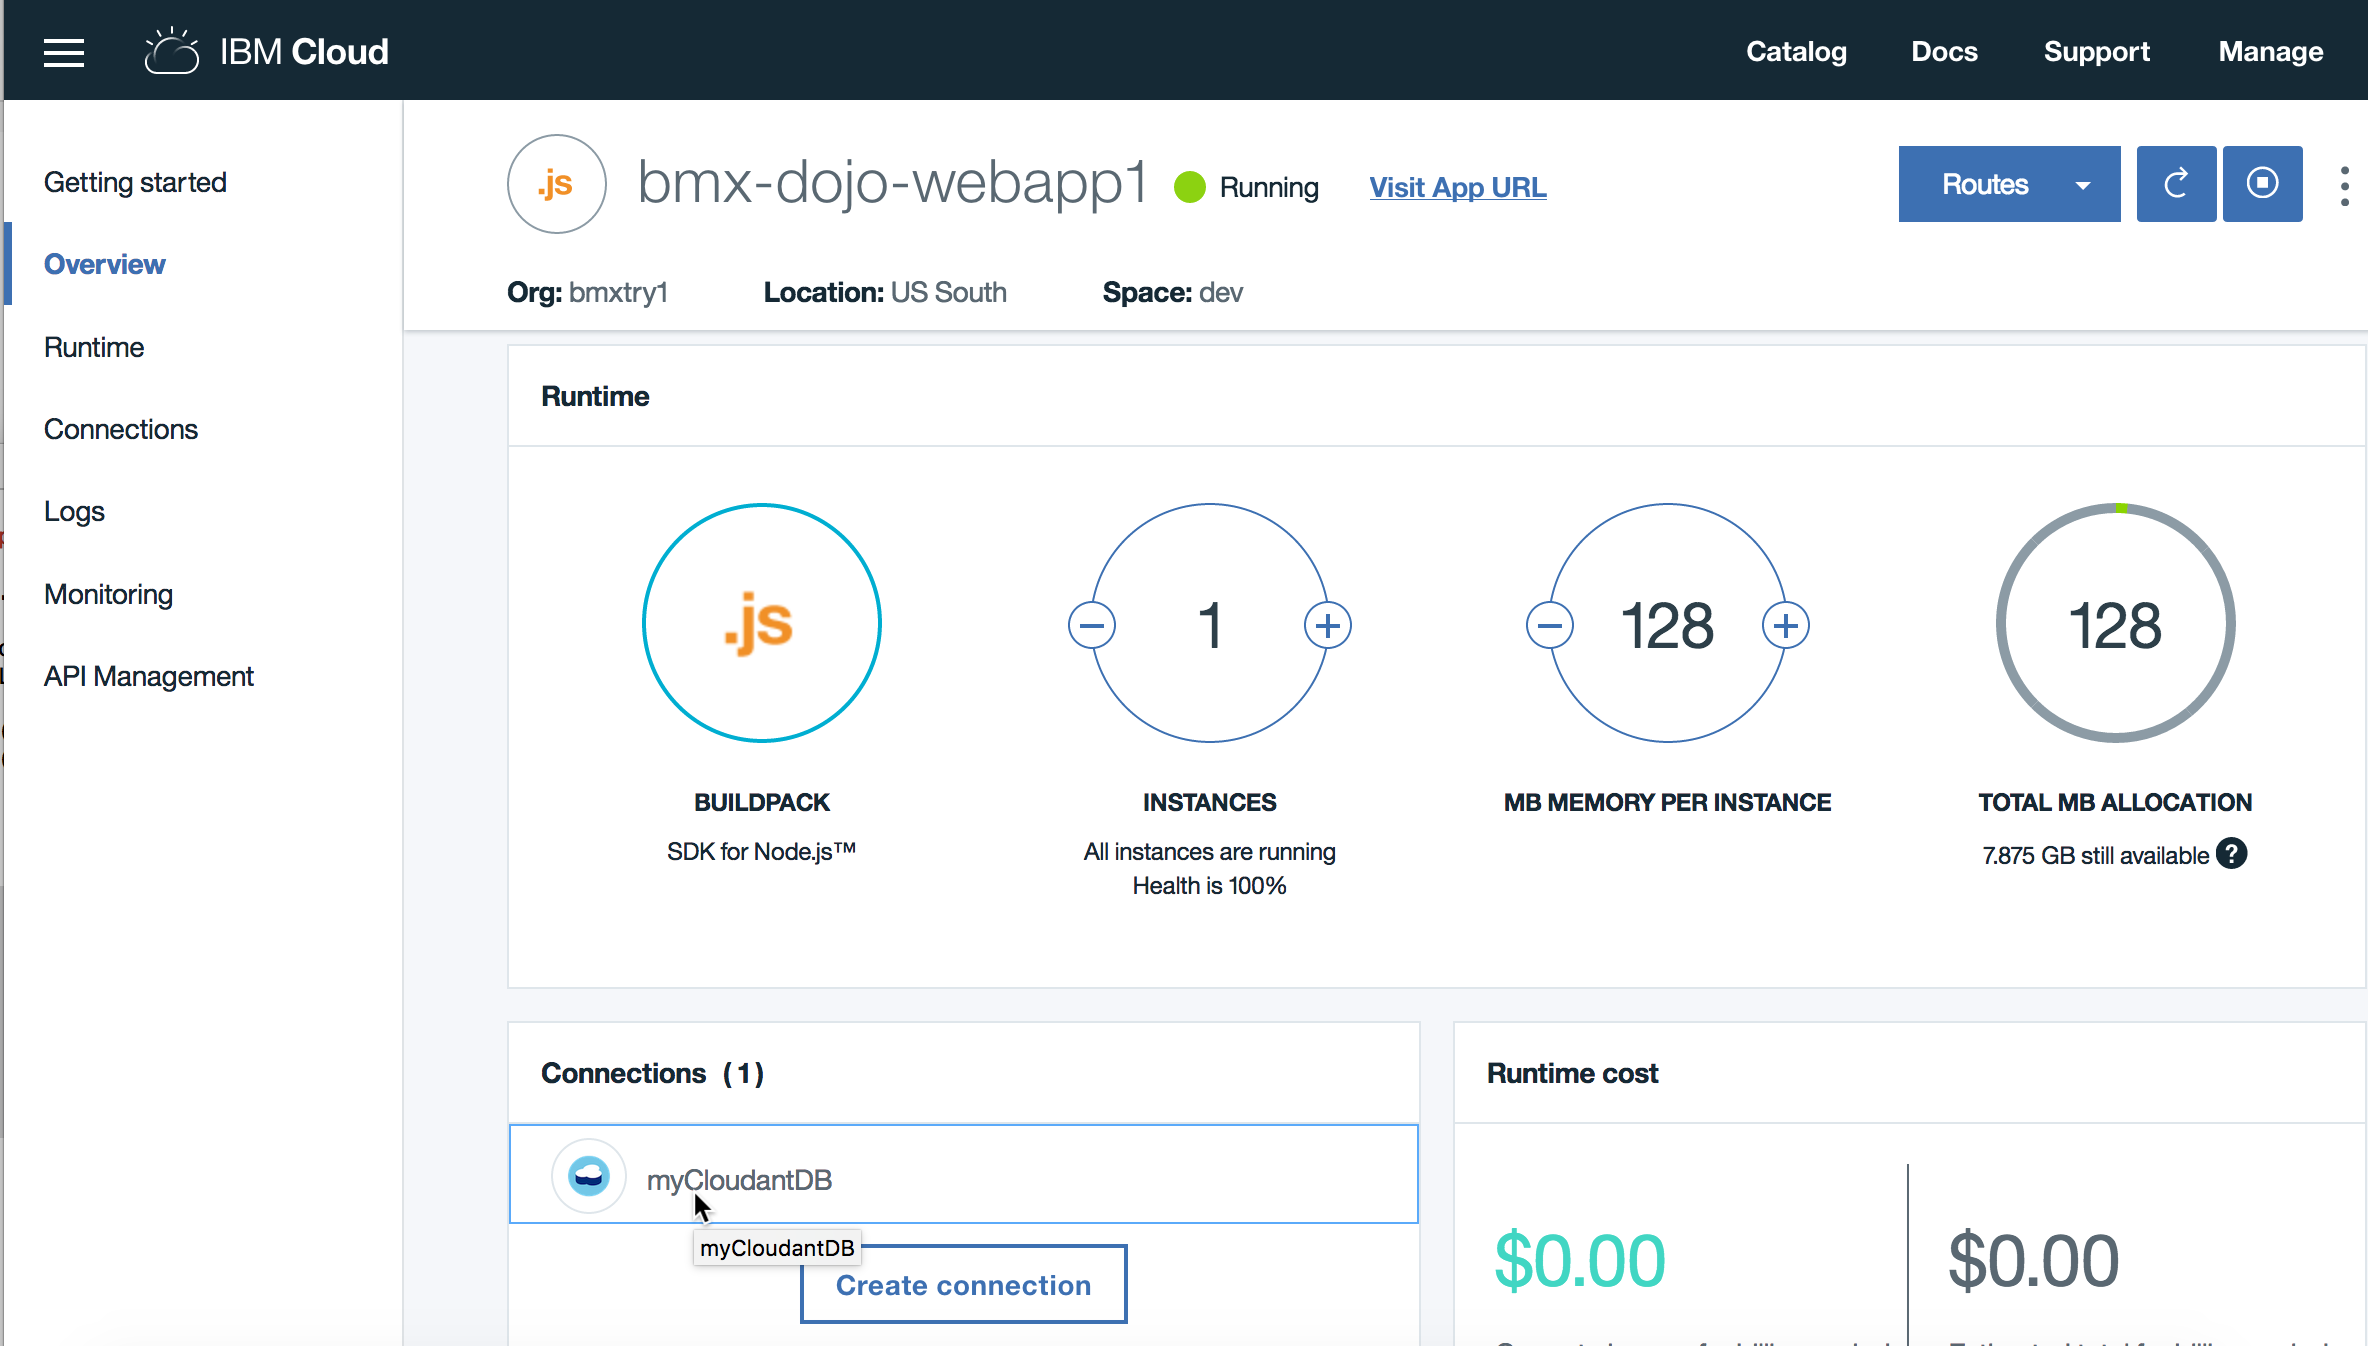 IBM Cloud
Catalog
Docs
Support
Manage
Getting started
Overview
Runtime
Connections
Logs
Monitoring
API Management
.js
bmx-dojo-webapp1
Running
Visit App URL
Routes
Org: bmxtry1
Location: US South
Space: dev
Runtime
.js
1
128
128
BUILDPACK
INSTANCES
MB MEMORY PER INSTANCE
TOTAL MB ALLOCATION
SDK for Node.js™
All instances are running
Health is 100%
7.875 GB still available ?
Connections (1)
myCloudantDB
myCloudantDB
Create connection
Runtime cost
$0.00
$0.00